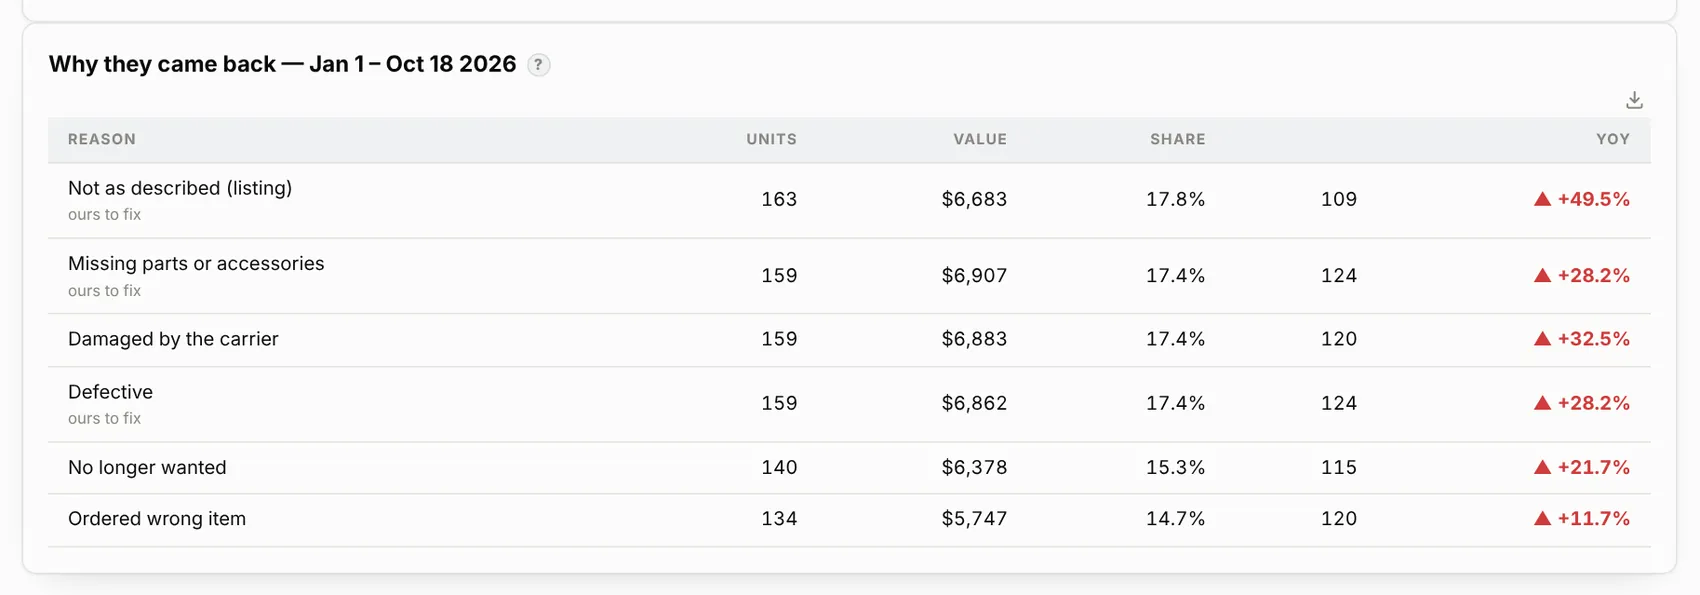 Why they came back — Jan 1 – Oct 18 2026 ?
REASON UNITS VALUE SHARE YOY
Not as described (listing) 163 $6,683 17.8% 109 ▲ +49.5%
ours to fix
Missing parts or accessories 159 $6,907 17.4% 124 ▲ +28.2%
ours to fix
Damaged by the carrier 159 $6,883 17.4% 120 ▲ +32.5%
Defective 159 $6,862 17.4% 124 ▲ +28.2%
ours to fix
No longer wanted 140 $6,378 15.3% 115 ▲ +21.7%
Ordered wrong item 134 $5,747 14.7% 120 ▲ +11.7%